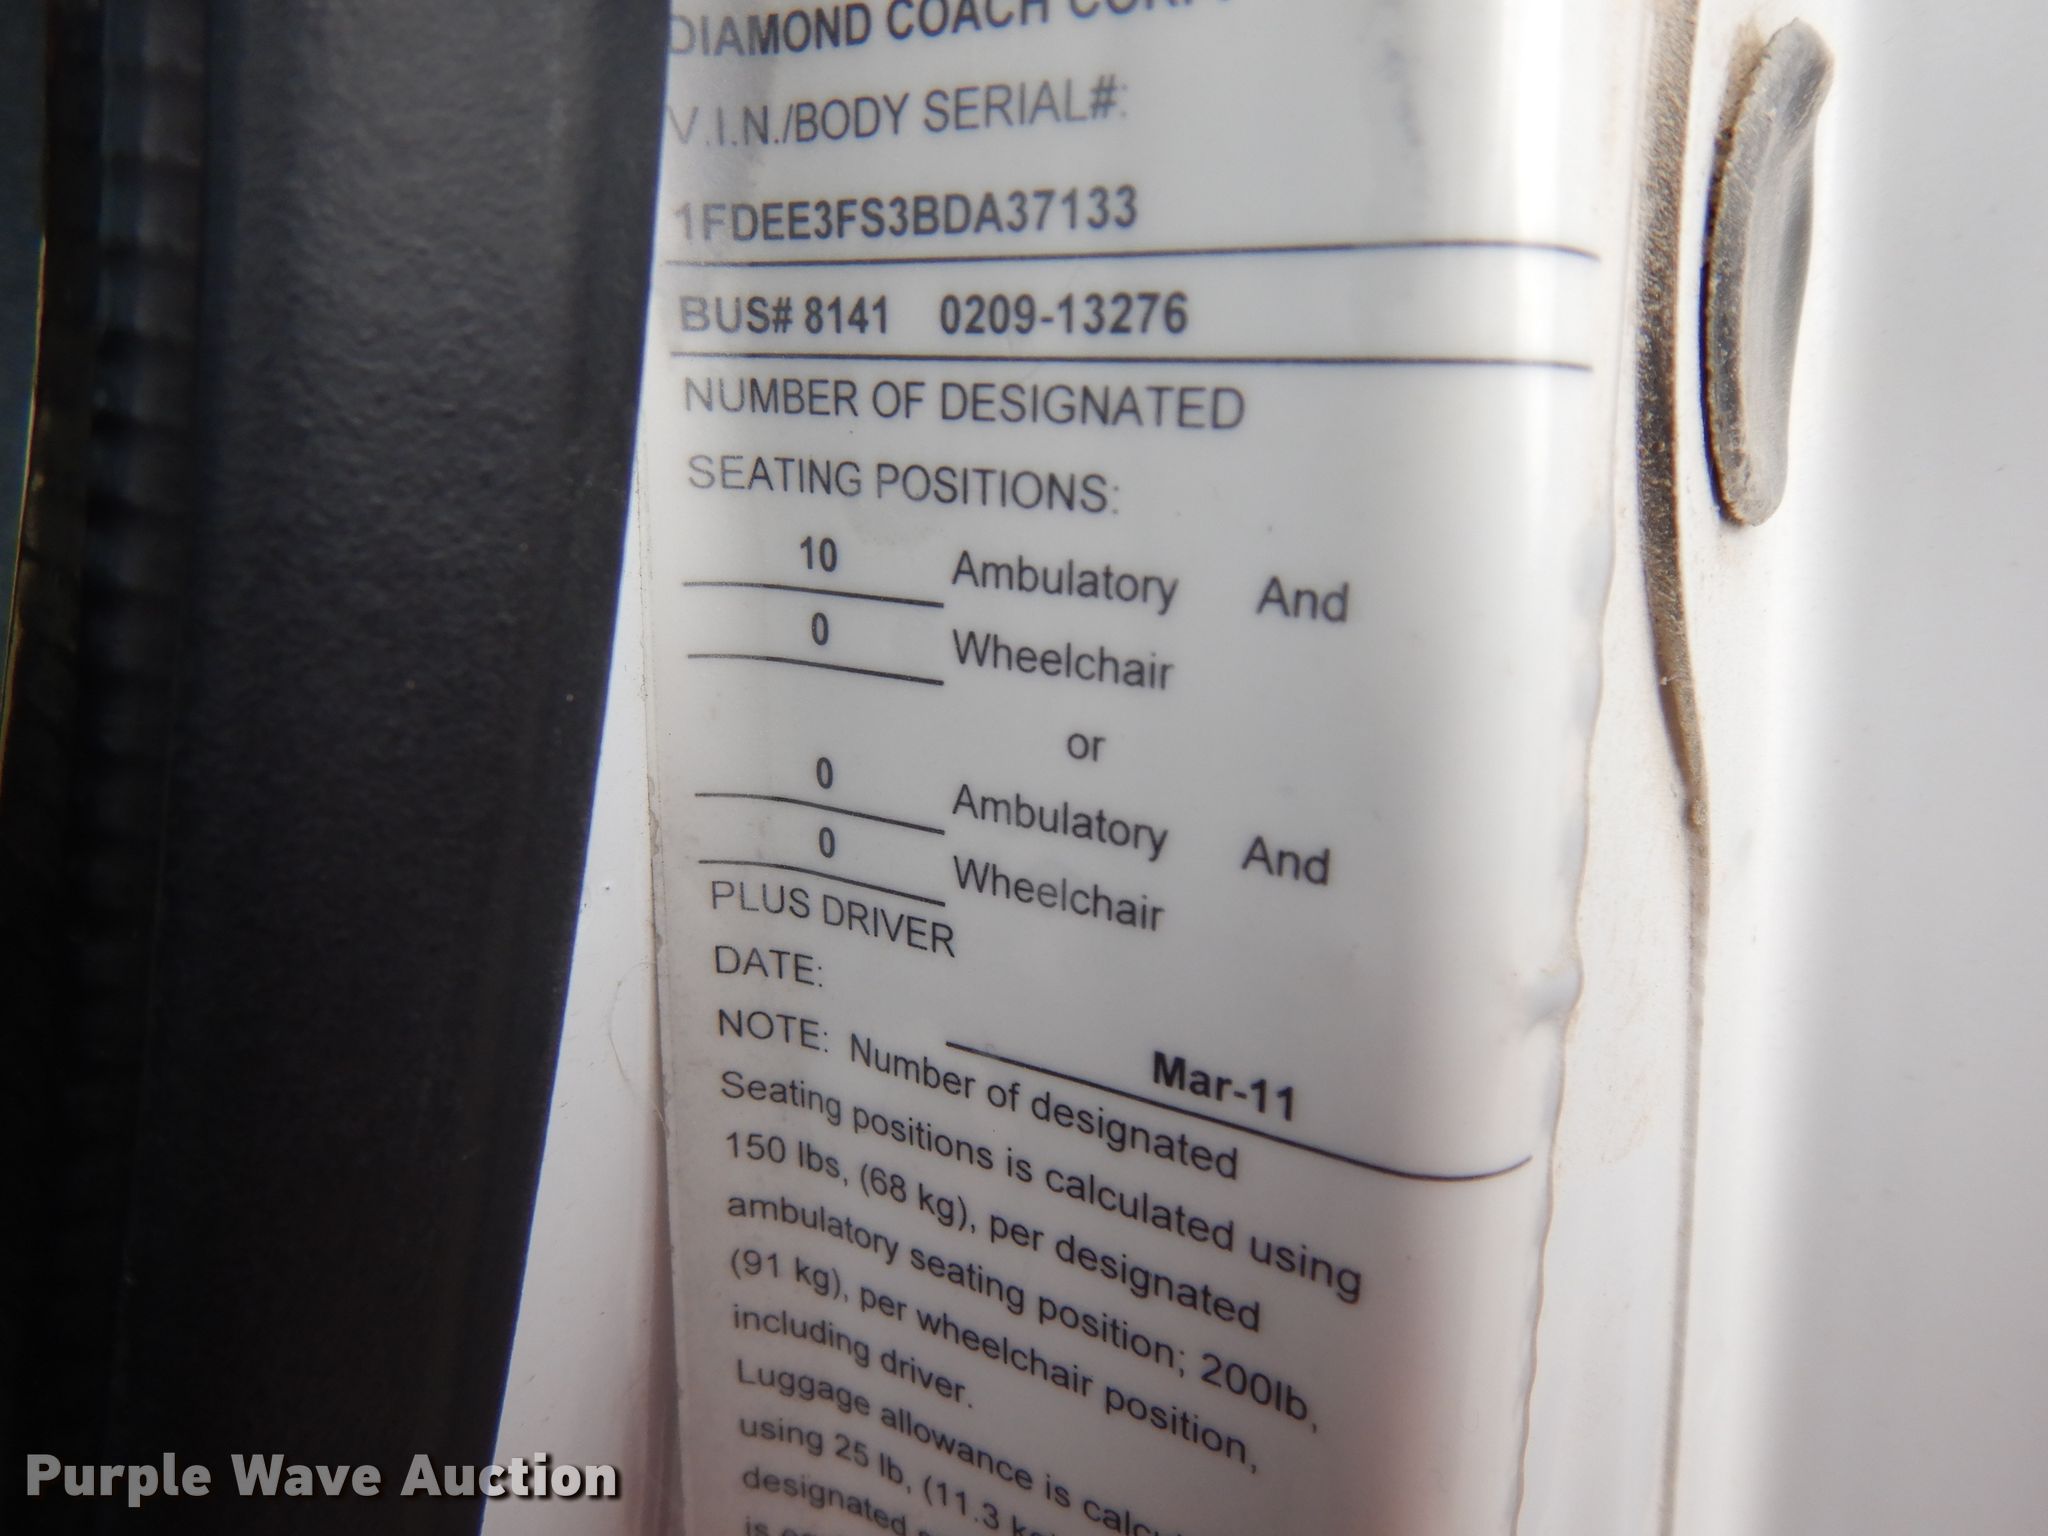 DIAMOND COACH
V.I.N./BODY SERIAL#:
1FDEE3FS3BDA37133
BUS# 8141 0209-13276
NUMBER OF DESIGNATED
SEATING POSITIONS:
10 Ambulatory And
0 Wheelchair
or
0 Ambulatory And
0 Wheelchair
PLUS DRIVER
DATE: Mar-11
NOTE: Number of designated
Seating positions is calculated using
150 lbs, (68 kg), per designated
ambulatory seating position; 200lb,
(91 kg), per wheelchair position,
including driver.
Luggage allowance is
using 25 lb, (11.3
designated
is
Purple Wave Auction